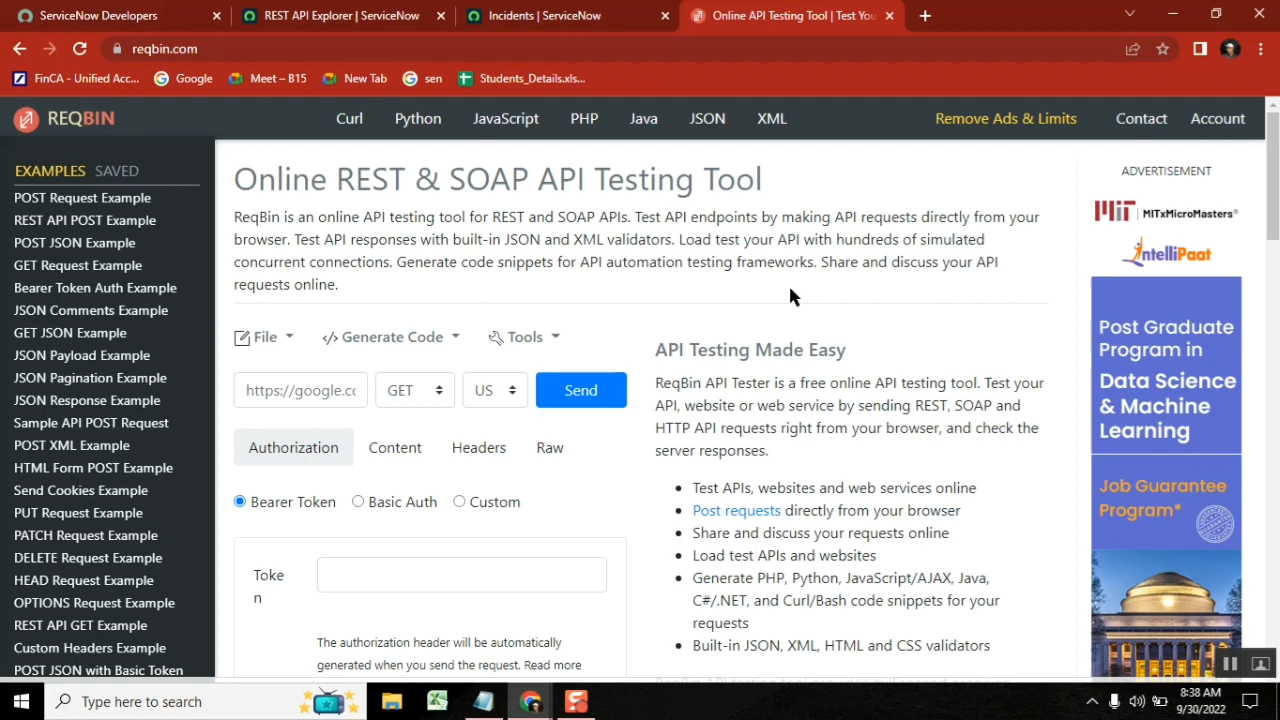 ServiceNow Developers
REST API Explorer | ServiceNow
Incidents | ServiceNow
Online API Testing Tool | Test You
reqbin.com
FinCA - Unified Acc...
Google
Meet – B15
New Tab
sen
Students_Details.xls...
REQBIN
Curl
Python
JavaScript
PHP
Java
JSON
XML
Remove Ads & Limits
Contact
Account
EXAMPLES SAVED
POST Request Example
REST API POST Example
POST JSON Example
GET Request Example
Bearer Token Auth Example
JSON Comments Example
GET JSON Example
JSON Payload Example
JSON Pagination Example
JSON Response Example
Sample API POST Request
POST XML Example
HTML Form POST Example
Send Cookies Example
PUT Request Example
PATCH Request Example
DELETE Request Example
HEAD Request Example
OPTIONS Request Example
REST API GET Example
Custom Headers Example
POST JSON with Basic Token
Online REST & SOAP API Testing Tool
ReqBin is an online API testing tool for REST and SOAP APIs. Test API endpoints by making API requests directly from your
browser. Test API responses with built-in JSON and XML validators. Load test your API with hundreds of simulated
concurrent connections. Generate code snippets for API automation testing frameworks. Share and discuss your API
requests online.
File
</> Generate Code
Tools
https://google.cc
GET
US
Send
Authorization
Content
Headers
Raw
Bearer Token
Basic Auth
Custom
Toke
n
The authorization header will be automatically
generated when you send the request. Read more
API Testing Made Easy
ReqBin API Tester is a free online API testing tool. Test your
API, website or web service by sending REST, SOAP and
HTTP API requests right from your browser, and check the
server responses.
Test APIs, websites and web services online
Post requests directly from your browser
Share and discuss your requests online
Load test APIs and websites
Generate PHP, Python, JavaScript/AJAX, Java,
C#/.NET, and Curl/Bash code snippets for your
requests
Built-in JSON, XML, HTML and CSS validators
ADVERTISEMENT
MIT MITxMicroMasters®
IntelliPaat
Post Graduate
Program in
Data Science
& Machine
Learning
Job Guarantee
Program*
Type here to search
8:38 AM
9/30/2022